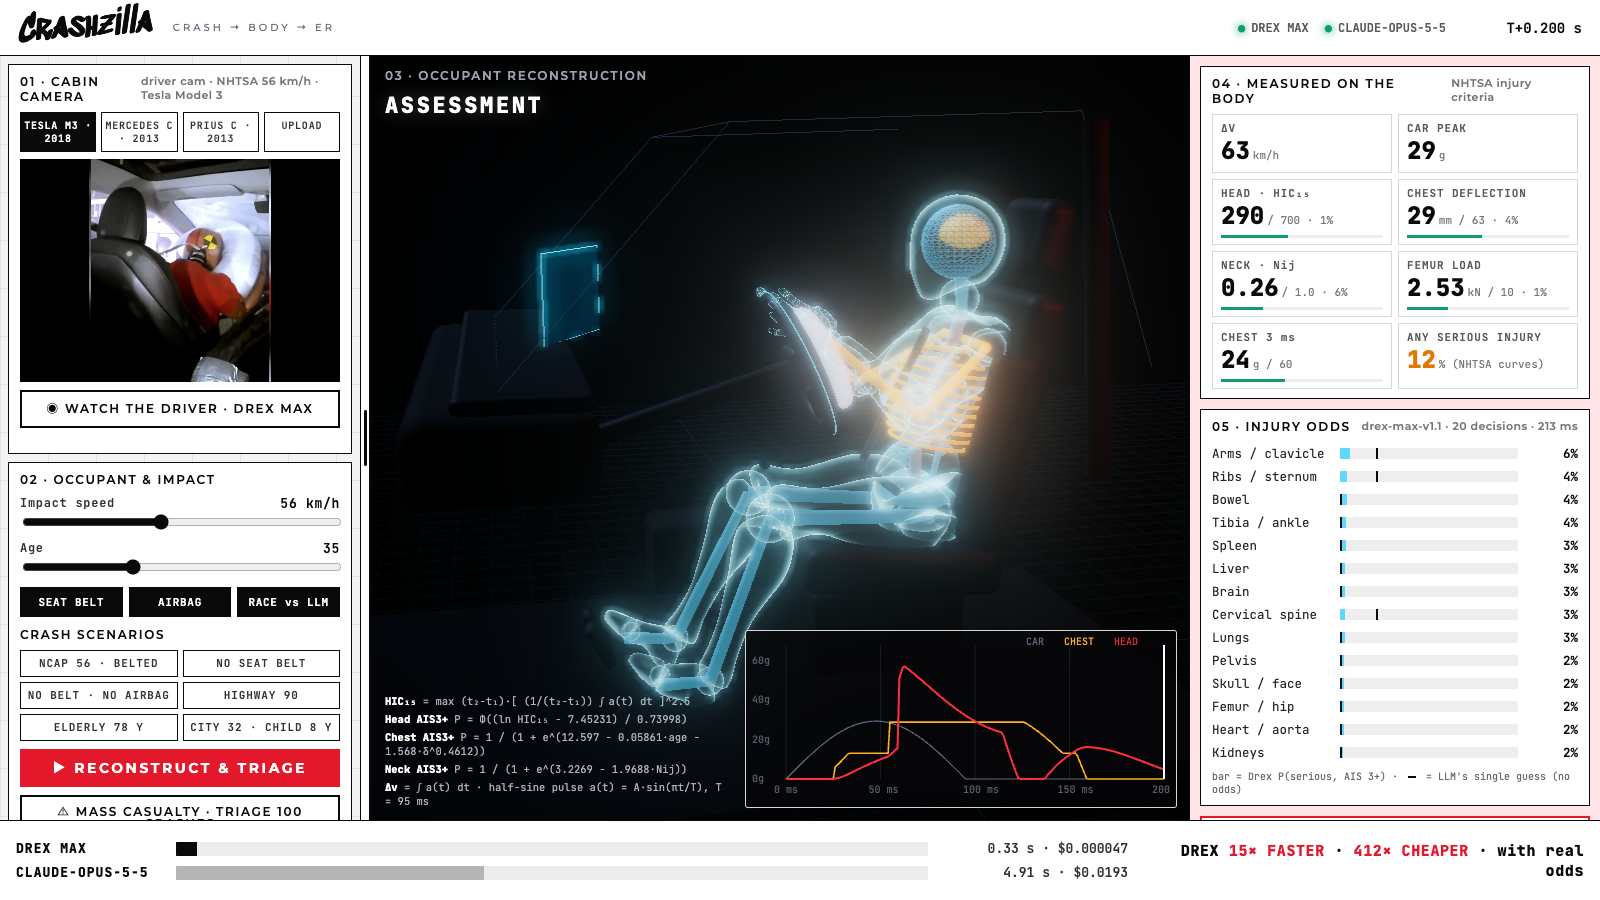 CRASHZILLA
CRASH → BODY → ER
DREX MAX
CLAUDE-OPUS-5-5
T+0.200 s
01 · CABIN CAMERA
driver cam · NHTSA 56 km/h · Tesla Model 3
TESLA M3 · 2018
MERCEDES C · 2013
PRIUS C · 2013
UPLOAD
◉ WATCH THE DRIVER · DREX MAX
02 · OCCUPANT & IMPACT
Impact speed 56 km/h
Age 35
SEAT BELT
AIRBAG
RACE vs LLM
CRASH SCENARIOS
NCAP 56 · BELTED
NO SEAT BELT
NO BELT · NO AIRBAG
HIGHWAY 90
ELDERLY 78 Y
CITY 32 · CHILD 8 Y
▶ RECONSTRUCT & TRIAGE
⚠ MASS CASUALTY · TRIAGE 100
03 · OCCUPANT RECONSTRUCTION
ASSESSMENT
HIC₁₅ = max (t₂-t₁)·[ (1/(t₂-t₁)) ∫ a(t) dt ]^2.5
Head AIS3+ P = Φ((ln HIC₁₅ - 7.45231) / 0.73998)
Chest AIS3+ P = 1 / (1 + e^(12.597 - 0.05861·age -
1.568·δ^0.4612))
Neck AIS3+ P = 1 / (1 + e^(3.2269 - 1.9688·Nij))
Δv = ∫ a(t) dt · half-sine pulse a(t) = A·sin(πt/T), T
= 95 ms
CAR CHEST HEAD
60g
40g
20g
0g
0 ms 50 ms 100 ms 150 ms 200
04 · MEASURED ON THE BODY
NHTSA injury criteria
ΔV
63 km/h
CAR PEAK
29 g
HEAD · HIC₁₅
290 / 700 · 1%
CHEST DEFLECTION
29 mm / 63 · 4%
NECK · Nij
0.26 / 1.0 · 6%
FEMUR LOAD
2.53 kN / 10 · 1%
CHEST 3 ms
24 g / 60
ANY SERIOUS INJURY
12 % (NHTSA curves)
05 · INJURY ODDS
drex-max-v1.1 · 20 decisions · 213 ms
Arms / clavicle 6%
Ribs / sternum 4%
Bowel 4%
Tibia / ankle 4%
Spleen 3%
Liver 3%
Brain 3%
Cervical spine 3%
Lungs 3%
Pelvis 2%
Skull / face 2%
Femur / hip 2%
Heart / aorta 2%
Kidneys 2%
bar = Drex P(serious, AIS 3+) · ━ = LLM's single guess (no
odds)
DREX MAX 0.33 s · $0.000047
CLAUDE-OPUS-5-5 4.91 s · $0.0193
DREX 15× FASTER · 412× CHEAPER · with real
odds